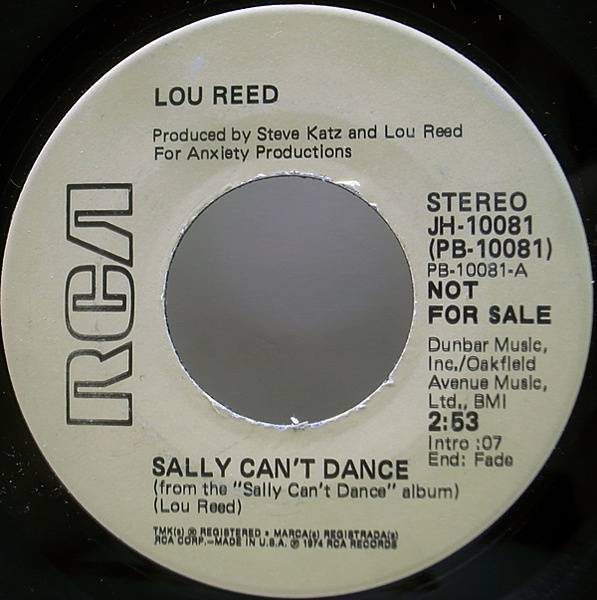 LOU REED
Produced by Steve Katz and Lou Reed
For Anxiety Productions
RCA
STEREO
JH-10081
(PB-10081)
PB-10081-A
NOT
FOR SALE
Dunbar Music,
Inc./Oakfield
Avenue Music,
Ltd., BMI
2:53
Intro :07
End: Fade
SALLY CAN'T DANCE
(from the "Sally Can't Dance" album)
(Lou Reed)
TMK(s) ® REGISTERED • MARCA(s) REGISTRADA(s)
RCA CORP.—MADE IN U.S.A. ℗ 1974 RCA RECORDS